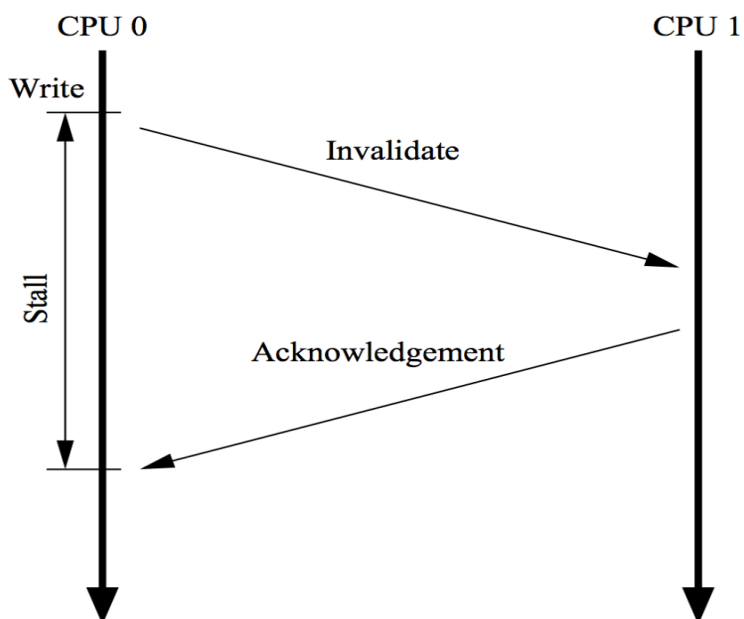 CPU 0
CPU 1
Write
Invalidate
Stall
Acknowledgement